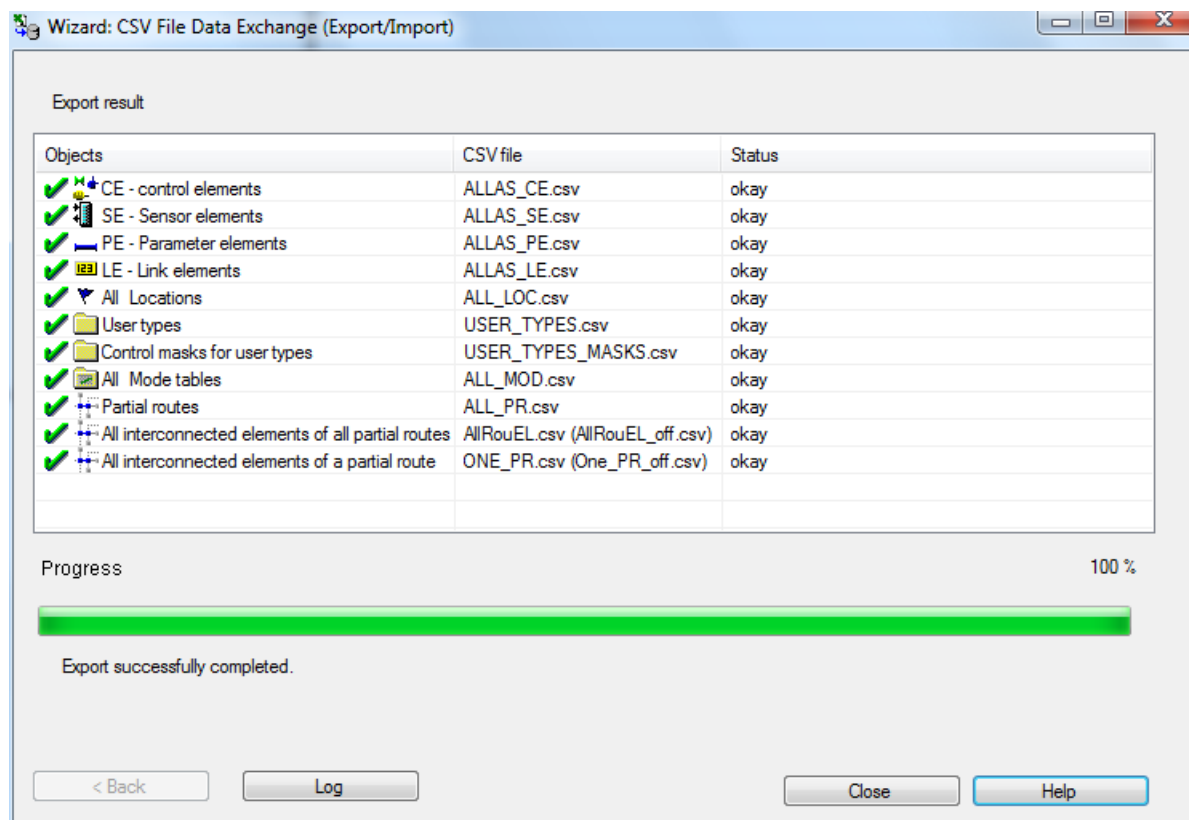 Wizard: CSV File Data Exchange (Export/Import)
Export result
Objects CSV file Status
CE - control elements ALLAS_CE.csv okay
SE - Sensor elements ALLAS_SE.csv okay
PE - Parameter elements ALLAS_PE.csv okay
123 LE - Link elements ALLAS_LE.csv okay
All Locations ALL_LOC.csv okay
User types USER_TYPES.csv okay
Control masks for user types USER_TYPES_MASKS.csv okay
All Mode tables ALL_MOD.csv okay
Partial routes ALL_PR.csv okay
All interconnected elements of all partial routes AllRouEL.csv (AllRouEL_off.csv) okay
All interconnected elements of a partial route ONE_PR.csv (One_PR_off.csv) okay
Progress 100 %
Export successfully completed.
< Back Log Close Help